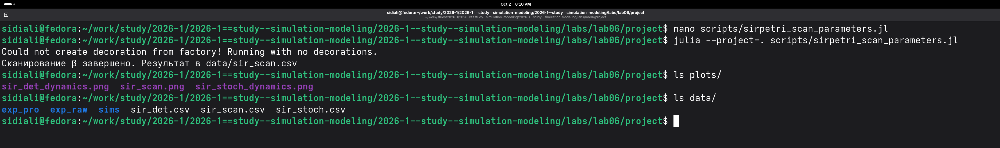 Oct 2 8:10 PM
sidiali@fedora:~/work/study/2026-1/2026-1==study--simulation-modeling/2026-1--study--simulation-modeling/labs/lab06/project
~/work/study/2026-1/2026-1==study--simulation-modeling/2026-1--study--simulation-modeling/labs/lab06/project
sidiali@fedora:~/work/study/2026-1/2026-1==study--simulation-modeling/2026-1--study--simulation-modeling/labs/lab06/project$ nano scripts/sirpetri_scan_parameters.jl
sidiali@fedora:~/work/study/2026-1/2026-1==study--simulation-modeling/2026-1--study--simulation-modeling/labs/lab06/project$ julia --project=. scripts/sirpetri_scan_parameters.jl
Could not create decoration from factory! Running with no decorations.
Сканирование β завершено. Результат в data/sir_scan.csv
sidiali@fedora:~/work/study/2026-1/2026-1==study--simulation-modeling/2026-1--study--simulation-modeling/labs/lab06/project$ ls plots/
sir_det_dynamics.png sir_scan.png sir_stoch_dynamics.png
sidiali@fedora:~/work/study/2026-1/2026-1==study--simulation-modeling/2026-1--study--simulation-modeling/labs/lab06/project$ ls data/
exp_pro exp_raw sims sir_det.csv sir_scan.csv sir_stoch.csv
sidiali@fedora:~/work/study/2026-1/2026-1==study--simulation-modeling/2026-1--study--simulation-modeling/labs/lab06/project$